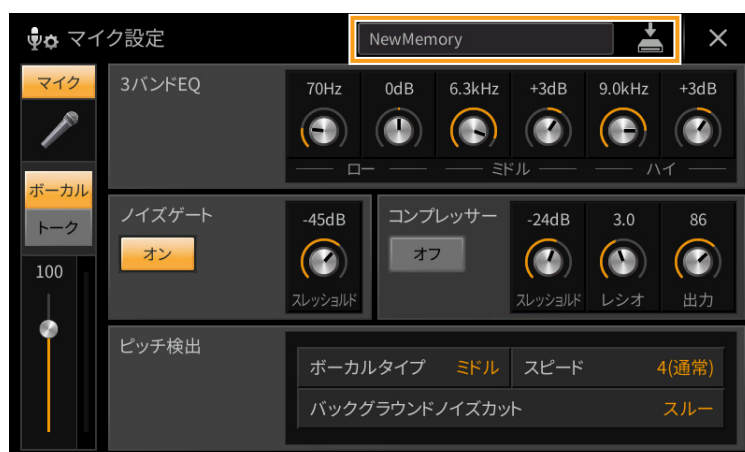 マイク設定
NewMemory
マイク
ボーカル
トーク
100
3バンドEQ
70Hz 0dB 6.3kHz +3dB 9.0kHz +3dB
ロー ミドル ハイ
ノイズゲート
オン
-45dB
スレッショルド
コンプレッサー
オフ
-24dB 3.0 86
スレッショルド レシオ 出力
ピッチ検出
ボーカルタイプ ミドル スピード 4(通常)
バックグラウンドノイズカット スルー